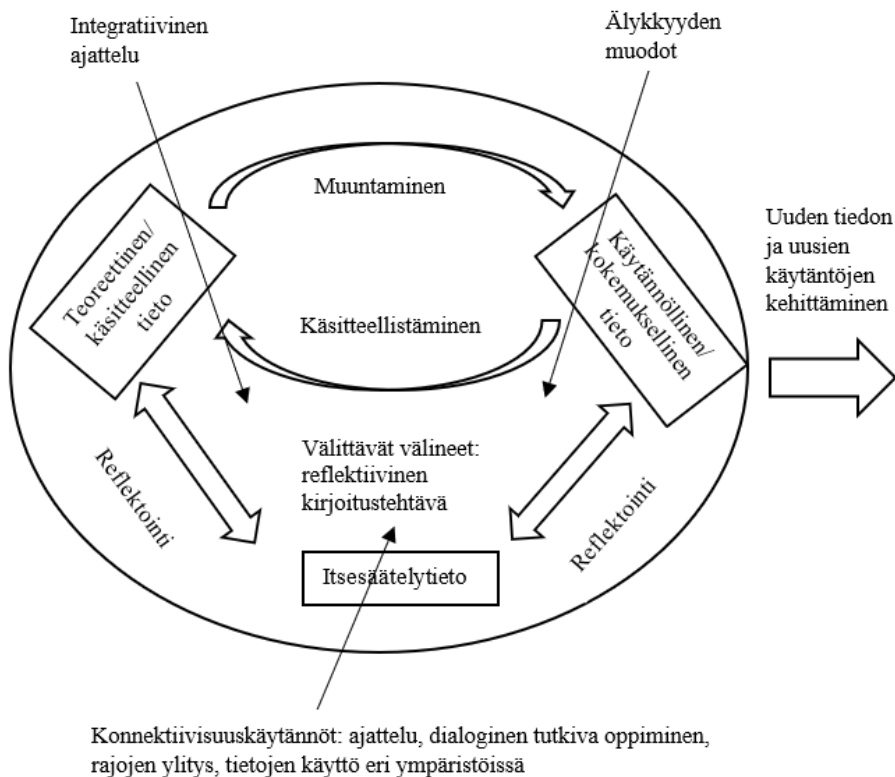 Integratiivinen
ajattelu
Älykkyyden
muodot
Muuntaminen
Teoreettinen/
käsitteellinen
tieto
Käytännöllinen/
kokemuksellinen
tieto
Uuden tiedon
ja uusien
käytäntöjen
kehittäminen
Käsitteellistäminen
Välittävät välineet:
reflektiivinen
kirjoitustehtävä
Reflektointi
Reflektointi
Itsesäätelytieto
Konnektiivisuuskäytännöt: ajattelu, dialoginen tutkiva oppiminen,
rajojen ylitys, tietojen käyttö eri ympäristöissä